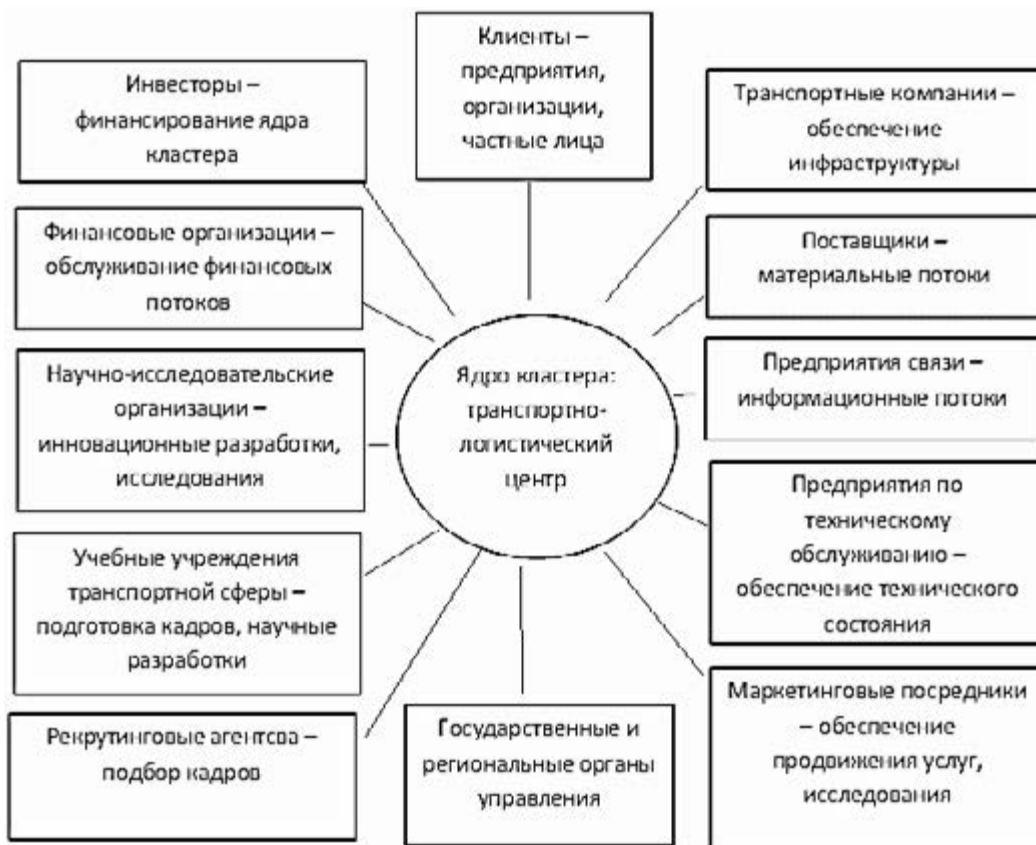 Клиенты –
предприятия,
организации,
частные лица
Инвесторы –
финансирование ядра
кластера
Транспортные компании –
обеспечение
инфраструктуры
Финансовые организации –
обслуживание финансовых
потоков
Поставщики –
материальные потоки
Научно-исследовательские
организации –
инновационные разработки,
исследования
Ядро кластера:
транспортно-
логистический
центр
Предприятия связи –
информационные потоки
Учебные учреждения
транспортной сферы –
подготовка кадров, научные
разработки
Предприятия по
техническому
обслуживанию –
обеспечение технического
состояния
Рекрутинговые агентсва –
подбор кадров
Государственные и
региональные органы
управления
Маркетинговые посредники
– обеспечение
продвижения услуг,
исследования